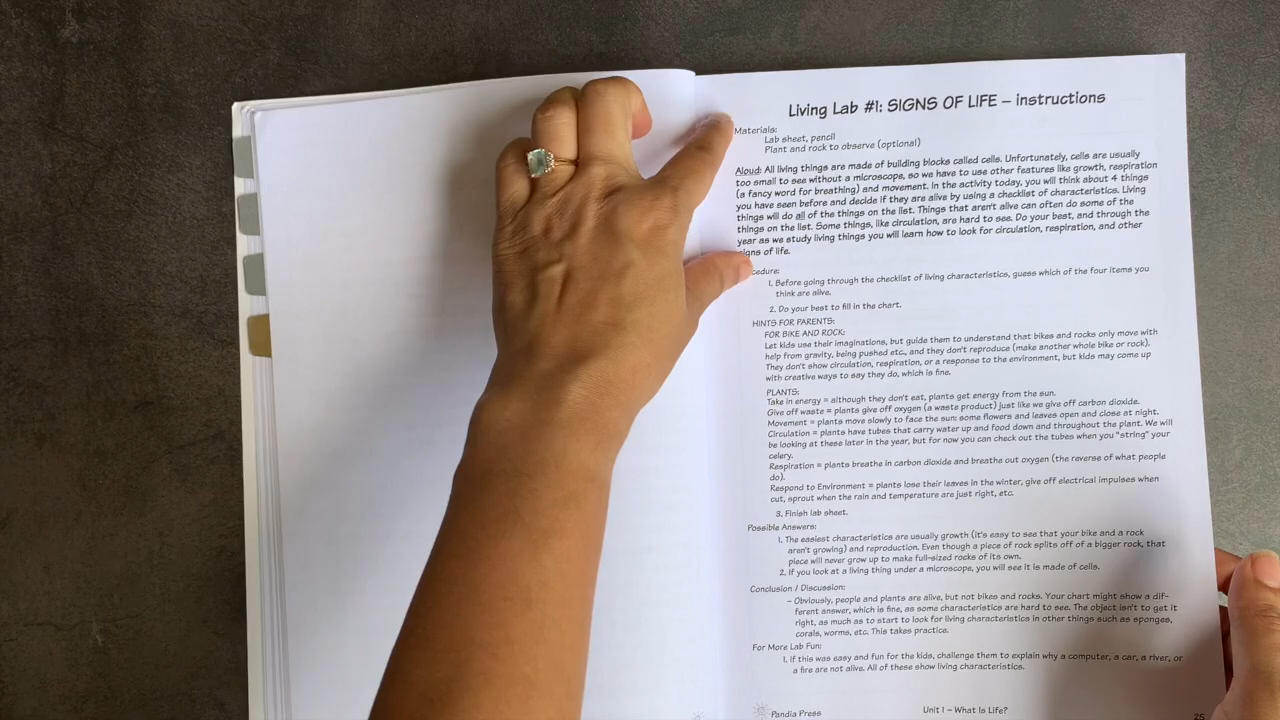 Living Lab #1: SIGNS OF LIFE – instructions
Materials:
Lab sheet, pencil
Plant and rock to observe (optional)
Aloud: All living things are made of building blocks called cells. Unfortunately, cells are usually
too small to see without a microscope, so we have to use other features like growth, respiration
(a fancy word for breathing) and movement. In the activity today, you will think about 4 things
you have seen before and decide if they are alive by using a checklist of characteristics. Living
things will do all of the things on the list. Things that aren't alive can often do some of the
things on the list. Some things, like circulation, are hard to see. Do your best, and through the
year as we study living things you will learn how to look for circulation, respiration, and other
signs of life.
cedure:
1. Before going through the checklist of living characteristics, guess which of the four items you
think are alive.
2. Do your best to fill in the chart.
HINTS FOR PARENTS:
FOR BIKE AND ROCK:
Let kids use their imaginations, but guide them to understand that bikes and rocks only move with
help from gravity, being pushed etc., and they don't reproduce (make another whole bike or rock).
They don't show circulation, respiration, or a response to the environment, but kids may come up
with creative ways to say they do, which is fine.
PLANTS:
Take in energy = although they don't eat, plants get energy from the sun.
Give off waste = plants give off oxygen (a waste product) just like we give off carbon dioxide.
Movement = plants move slowly to face the sun: some flowers and leaves open and close at night.
Circulation = plants have tubes that carry water up and food down and throughout the plant. We will
be looking at these later in the year, but for now you can check out the tubes when you "string" your
celery.
Respiration = plants breathe in carbon dioxide and breathe out oxygen (the reverse of what people
do).
Respond to Environment = plants lose their leaves in the winter, give off electrical impulses when
cut, sprout when the rain and temperature are just right, etc.
3. Finish lab sheet.
Possible Answers:
1. The easiest characteristics are usually growth (it's easy to see that your bike and a rock
aren't growing) and reproduction. Even though a piece of rock splits off of a bigger rock, that
piece will never grow up to make full-sized rocks of its own.
2. If you look at a living thing under a microscope, you will see it is made of cells.
Conclusion / Discussion:
– Obviously, people and plants are alive, but not bikes and rocks. Your chart might show a dif-
ferent answer, which is fine, as some characteristics are hard to see. The object isn't to get it
right, as much as to start to look for living characteristics in other things such as sponges,
corals, worms, etc. This takes practice.
For More Lab Fun:
1. If this was easy and fun for the kids, challenge them to explain why a computer, a car, a river, or
a fire are not alive. All of these show living characteristics.
Pandia Press
Unit 1 – What Is Life?
25